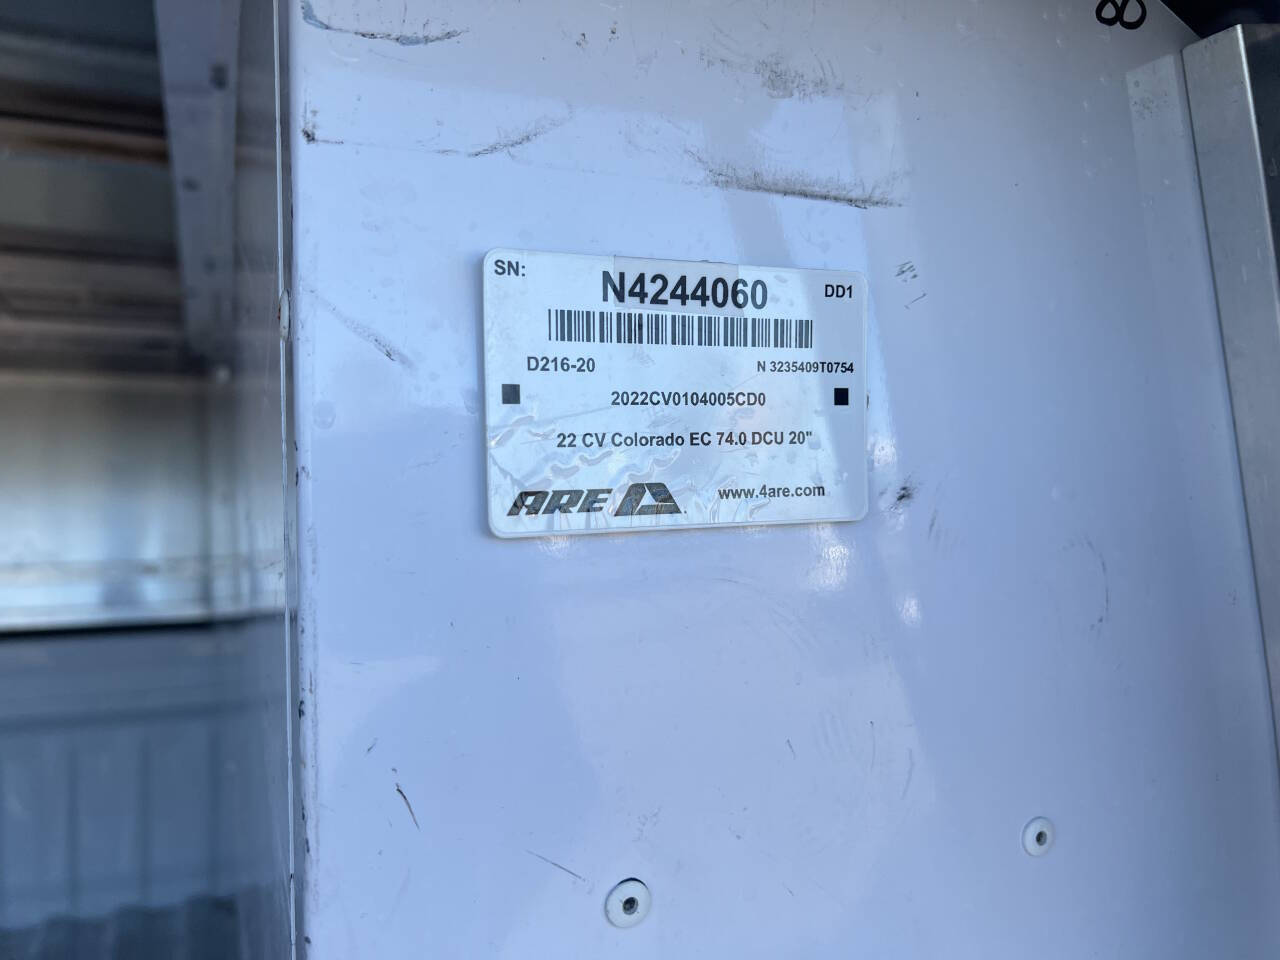 8
SN: N4244060 DD1
D216-20 N 3235409T0754
2022CV0104005CD0
22 CV Colorado EC 74.0 DCU 20"
ARE www.4are.com